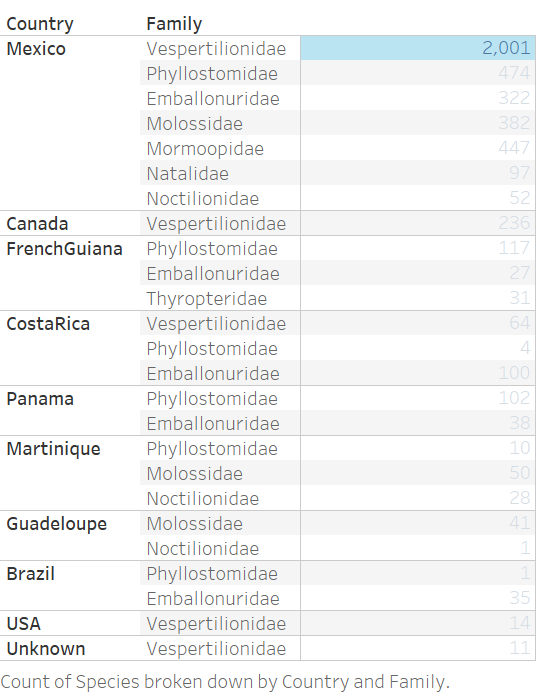 Country Family
Mexico Vespertilionidae 2,001
Phyllostomidae 474
Emballonuridae 322
Molossidae 382
Mormoopidae 447
Natalidae 97
Noctilionidae 52
Canada Vespertilionidae 236
FrenchGuiana Phyllostomidae 117
Emballonuridae 27
Thyropteridae 31
CostaRica Vespertilionidae 64
Phyllostomidae 4
Emballonuridae 100
Panama Phyllostomidae 102
Emballonuridae 38
Martinique Phyllostomidae 10
Molossidae 50
Noctilionidae 28
Guadeloupe Molossidae 41
Noctilionidae 1
Brazil Phyllostomidae 1
Emballonuridae 35
USA Vespertilionidae 14
Unknown Vespertilionidae 11
Count of Species broken down by Country and Family.